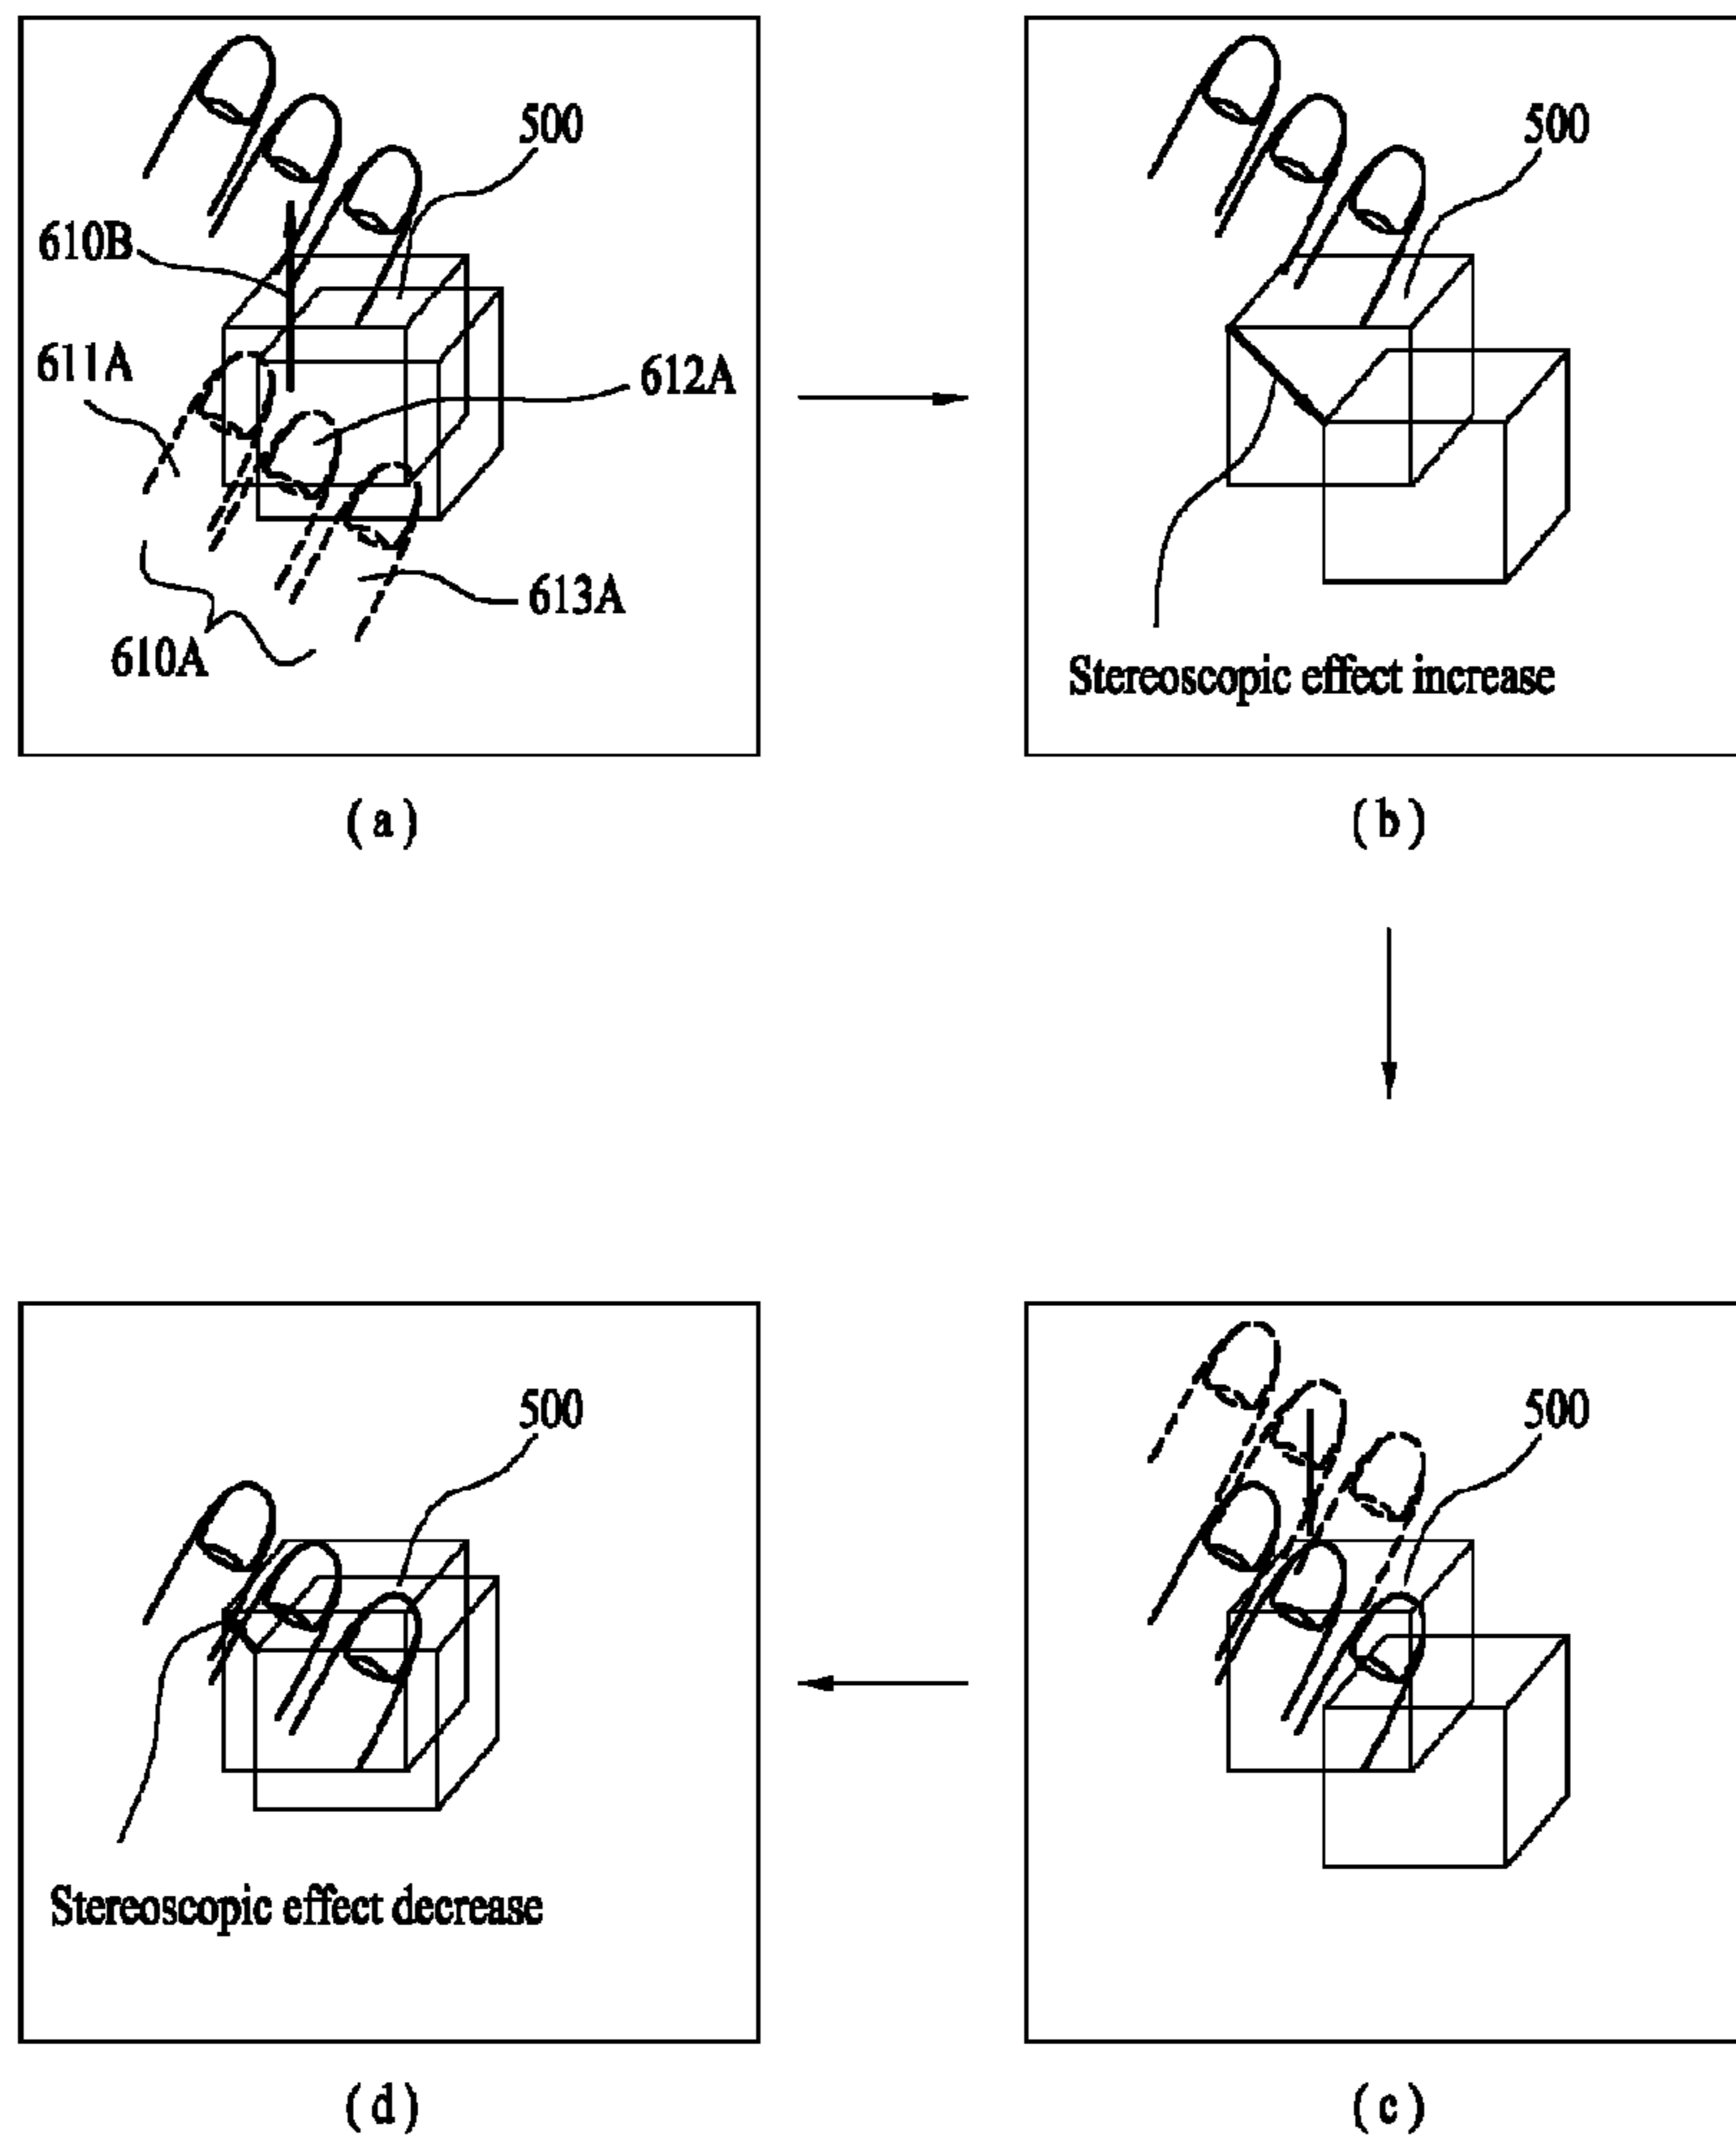 500
500
610B
611A
612A
613A
610A
Stereoscopic effect increase
(a)
(b)
500
500
Stereoscopic effect decrease
(d)
(c)